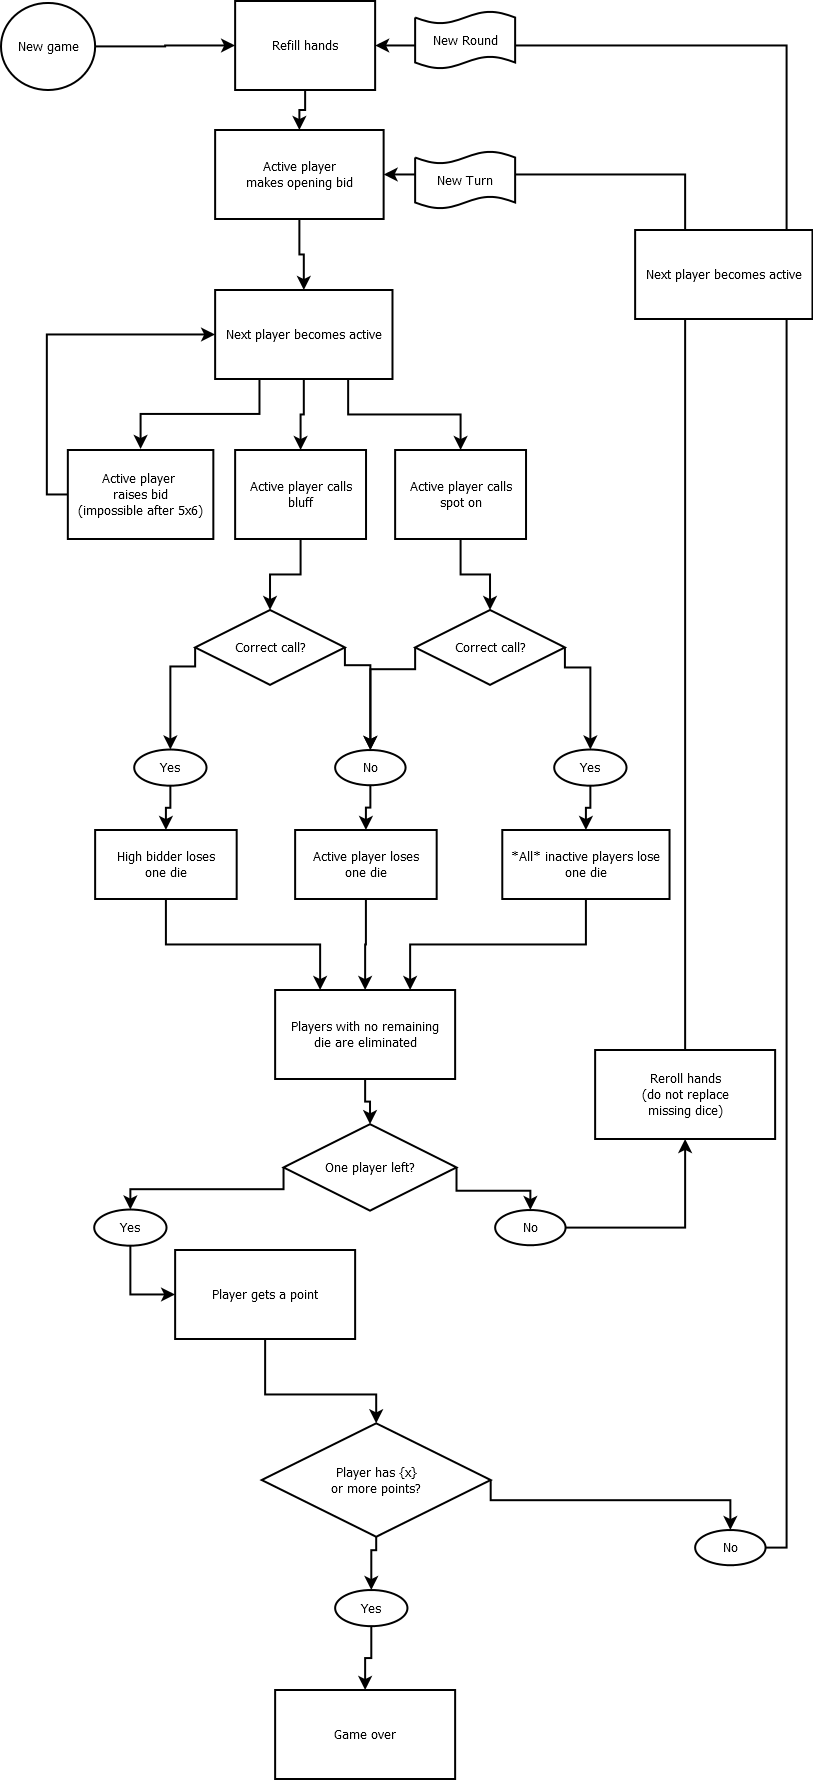 New game
Refill hands
New Round
Active player
makes opening bid
New Turn
Next player becomes active
Next player becomes active
Active player
raises bid
(impossible after 5x6)
Active player calls
bluff
Active player calls
spot on
Correct call?
Correct call?
Yes
No
Yes
High bidder loses
one die
Active player loses
one die
*All* inactive players lose
one die
Players with no remaining
die are eliminated
Reroll hands
(do not replace
missing dice)
One player left?
Yes
No
Player gets a point
Player has {x}
or more points?
No
Yes
Game over